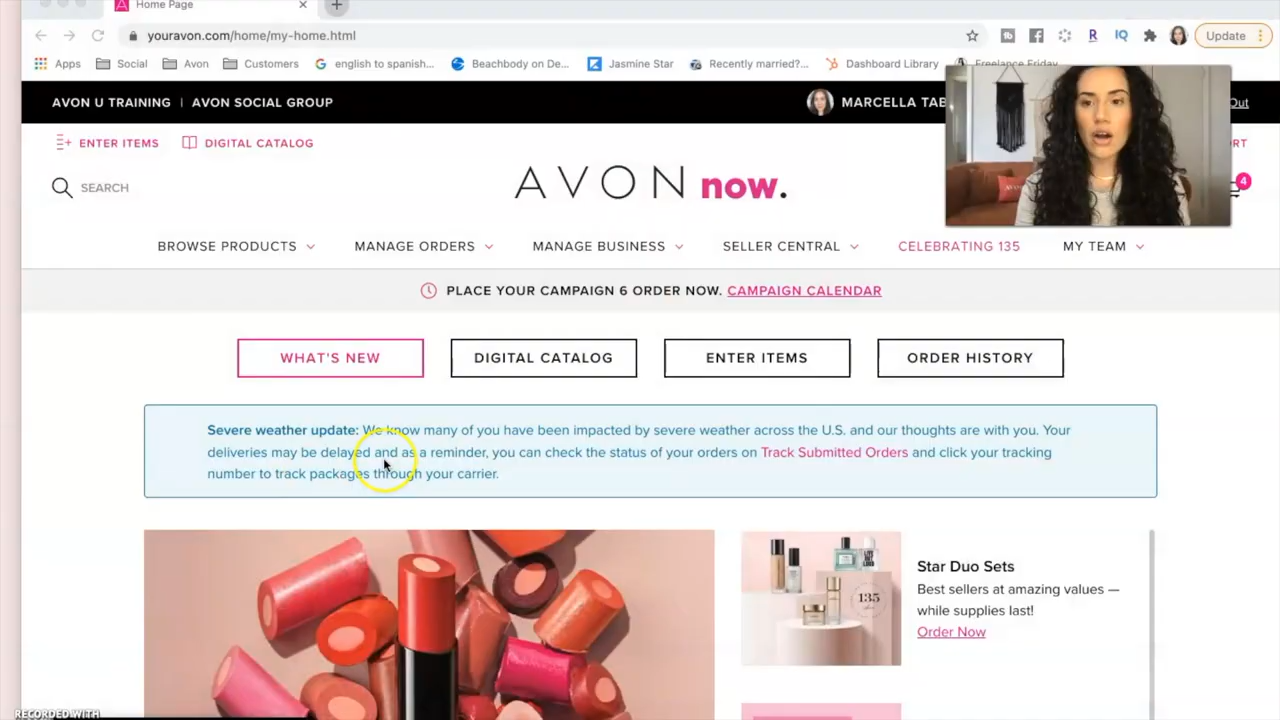 Home Page
youravon.com/home/my-home.html
Update
Apps Social Avon Customers english to spanish... Beachbody on De... Jasmine Star Recently married?... Dashboard Library Freelance Friday
AVON U TRAINING | AVON SOCIAL GROUP MARCELLA TAB Out
ENTER ITEMS DIGITAL CATALOG RT
SEARCH AVON now. 4
BROWSE PRODUCTS MANAGE ORDERS MANAGE BUSINESS SELLER CENTRAL CELEBRATING 135 MY TEAM
PLACE YOUR CAMPAIGN 6 ORDER NOW. CAMPAIGN CALENDAR
WHAT'S NEW DIGITAL CATALOG ENTER ITEMS ORDER HISTORY
Severe weather update: We know many of you have been impacted by severe weather across the U.S. and our thoughts are with you. Your
deliveries may be delayed and as a reminder, you can check the status of your orders on Track Submitted Orders and click your tracking
number to track packages through your carrier.
135
Star Duo Sets
Best sellers at amazing values —
while supplies last!
Order Now
RECORDED WITH